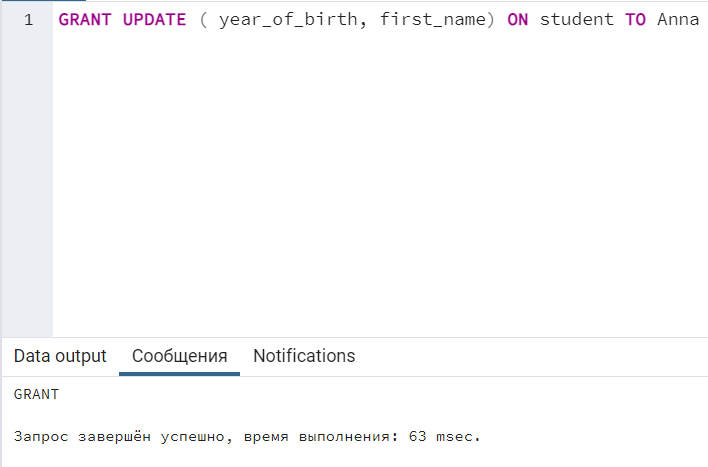 1 GRANT UPDATE ( year_of_birth, first_name) ON student TO Anna
Data output Сообщения Notifications
GRANT
Запрос завершён успешно, время выполнения: 63 msec.